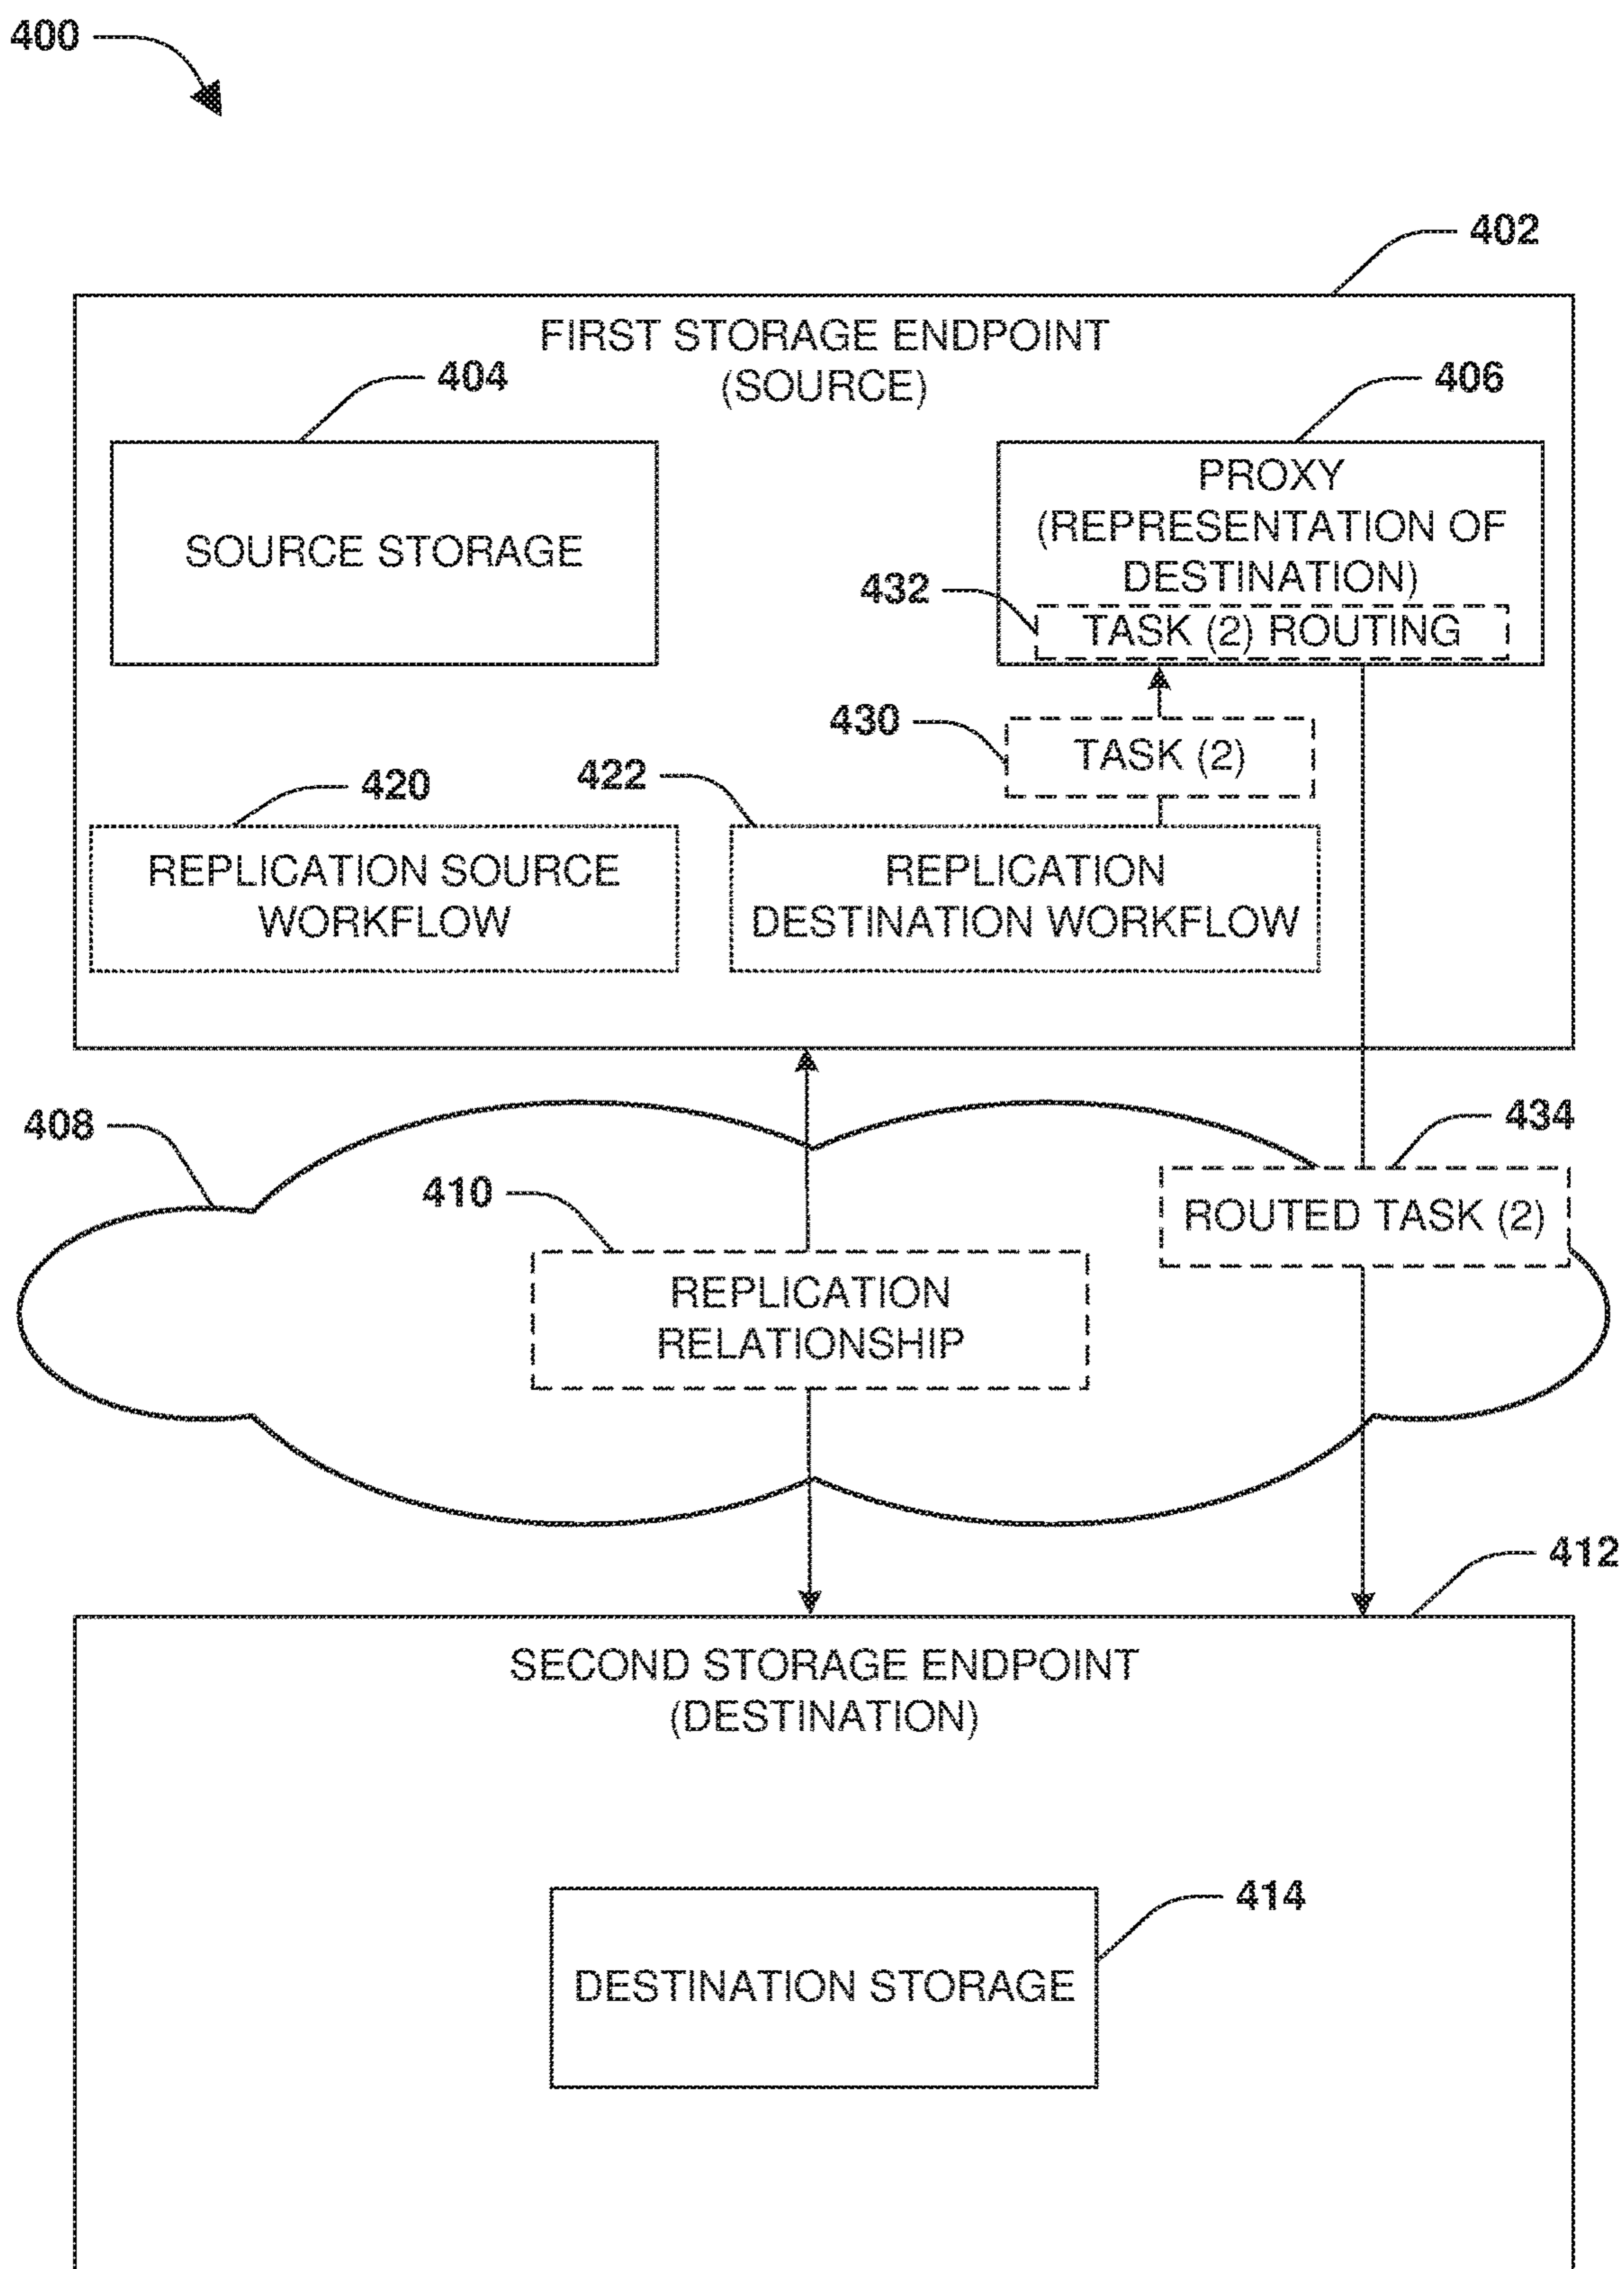 400
402
FIRST STORAGE ENDPOINT
(SOURCE)
404
406
SOURCE STORAGE
PROXY
(REPRESENTATION OF
DESTINATION)
432
TASK (2) ROUTING
430
TASK (2)
420
422
REPLICATION SOURCE
WORKFLOW
REPLICATION
DESTINATION WORKFLOW
408
434
410
ROUTED TASK (2)
REPLICATION
RELATIONSHIP
412
SECOND STORAGE ENDPOINT
(DESTINATION)
414
DESTINATION STORAGE